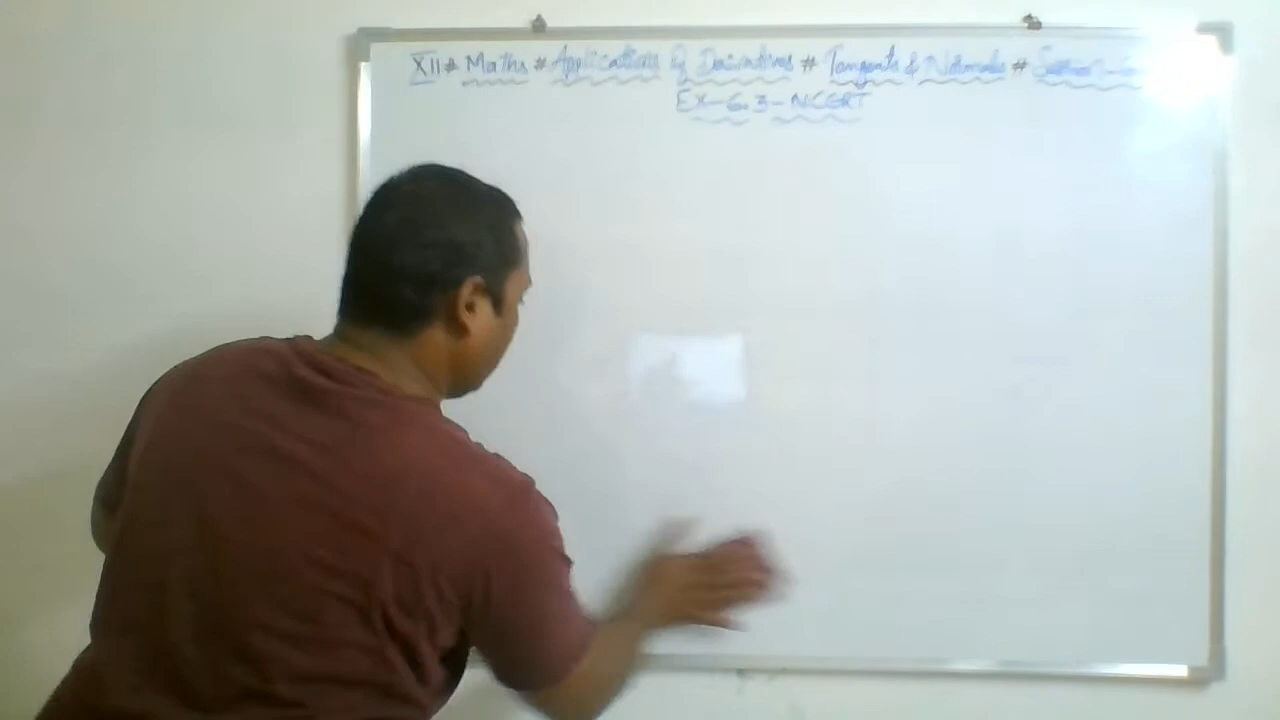 XII # Maths # Applications of Derivatives # Tangents & Normals #
Ex-6.3-NCERT